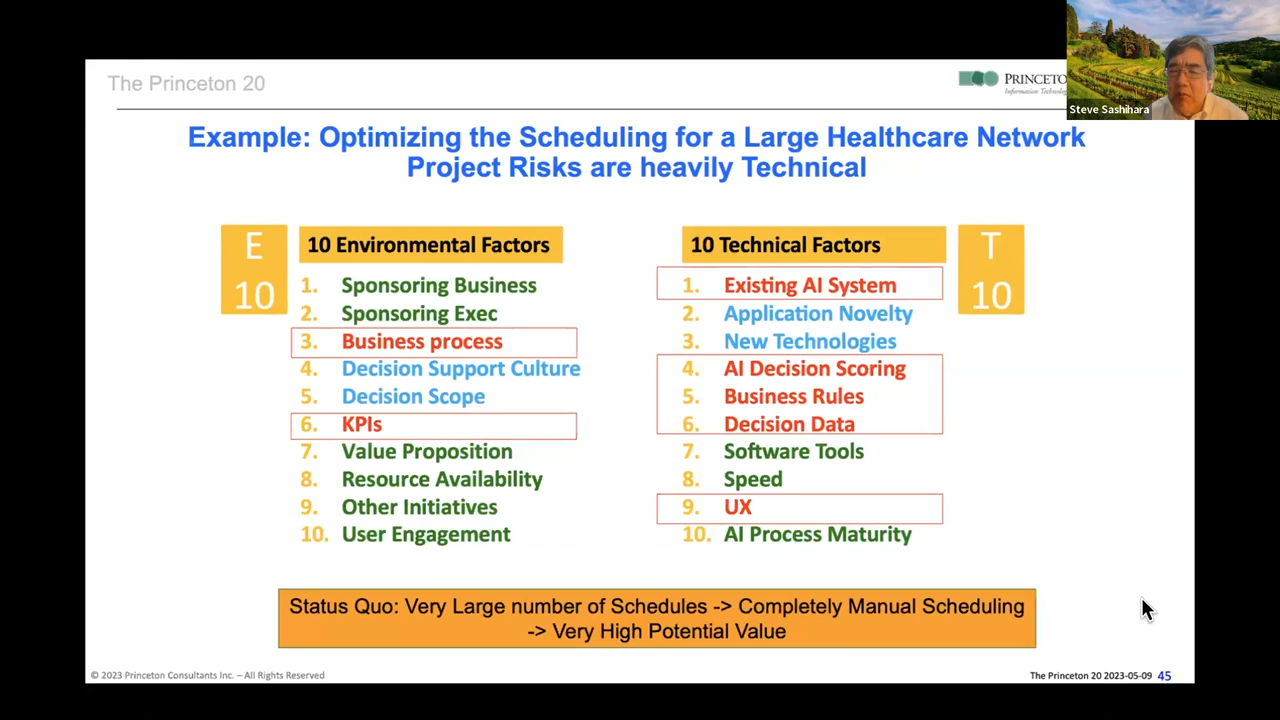 The Princeton 20
PRINCETO
Steve Sashihara
Example: Optimizing the Scheduling for a Large Healthcare Network
Project Risks are heavily Technical
E
10
10 Environmental Factors
1. Sponsoring Business
2. Sponsoring Exec
3. Business process
4. Decision Support Culture
5. Decision Scope
6. KPIs
7. Value Proposition
8. Resource Availability
9. Other Initiatives
10. User Engagement
10 Technical Factors
T
10
1. Existing AI System
2. Application Novelty
3. New Technologies
4. AI Decision Scoring
5. Business Rules
6. Decision Data
7. Software Tools
8. Speed
9. UX
10. AI Process Maturity
Status Quo: Very Large number of Schedules -> Completely Manual Scheduling
-> Very High Potential Value
© 2023 Princeton Consultants Inc. – All Rights Reserved
The Princeton 20 2023-05-09 45